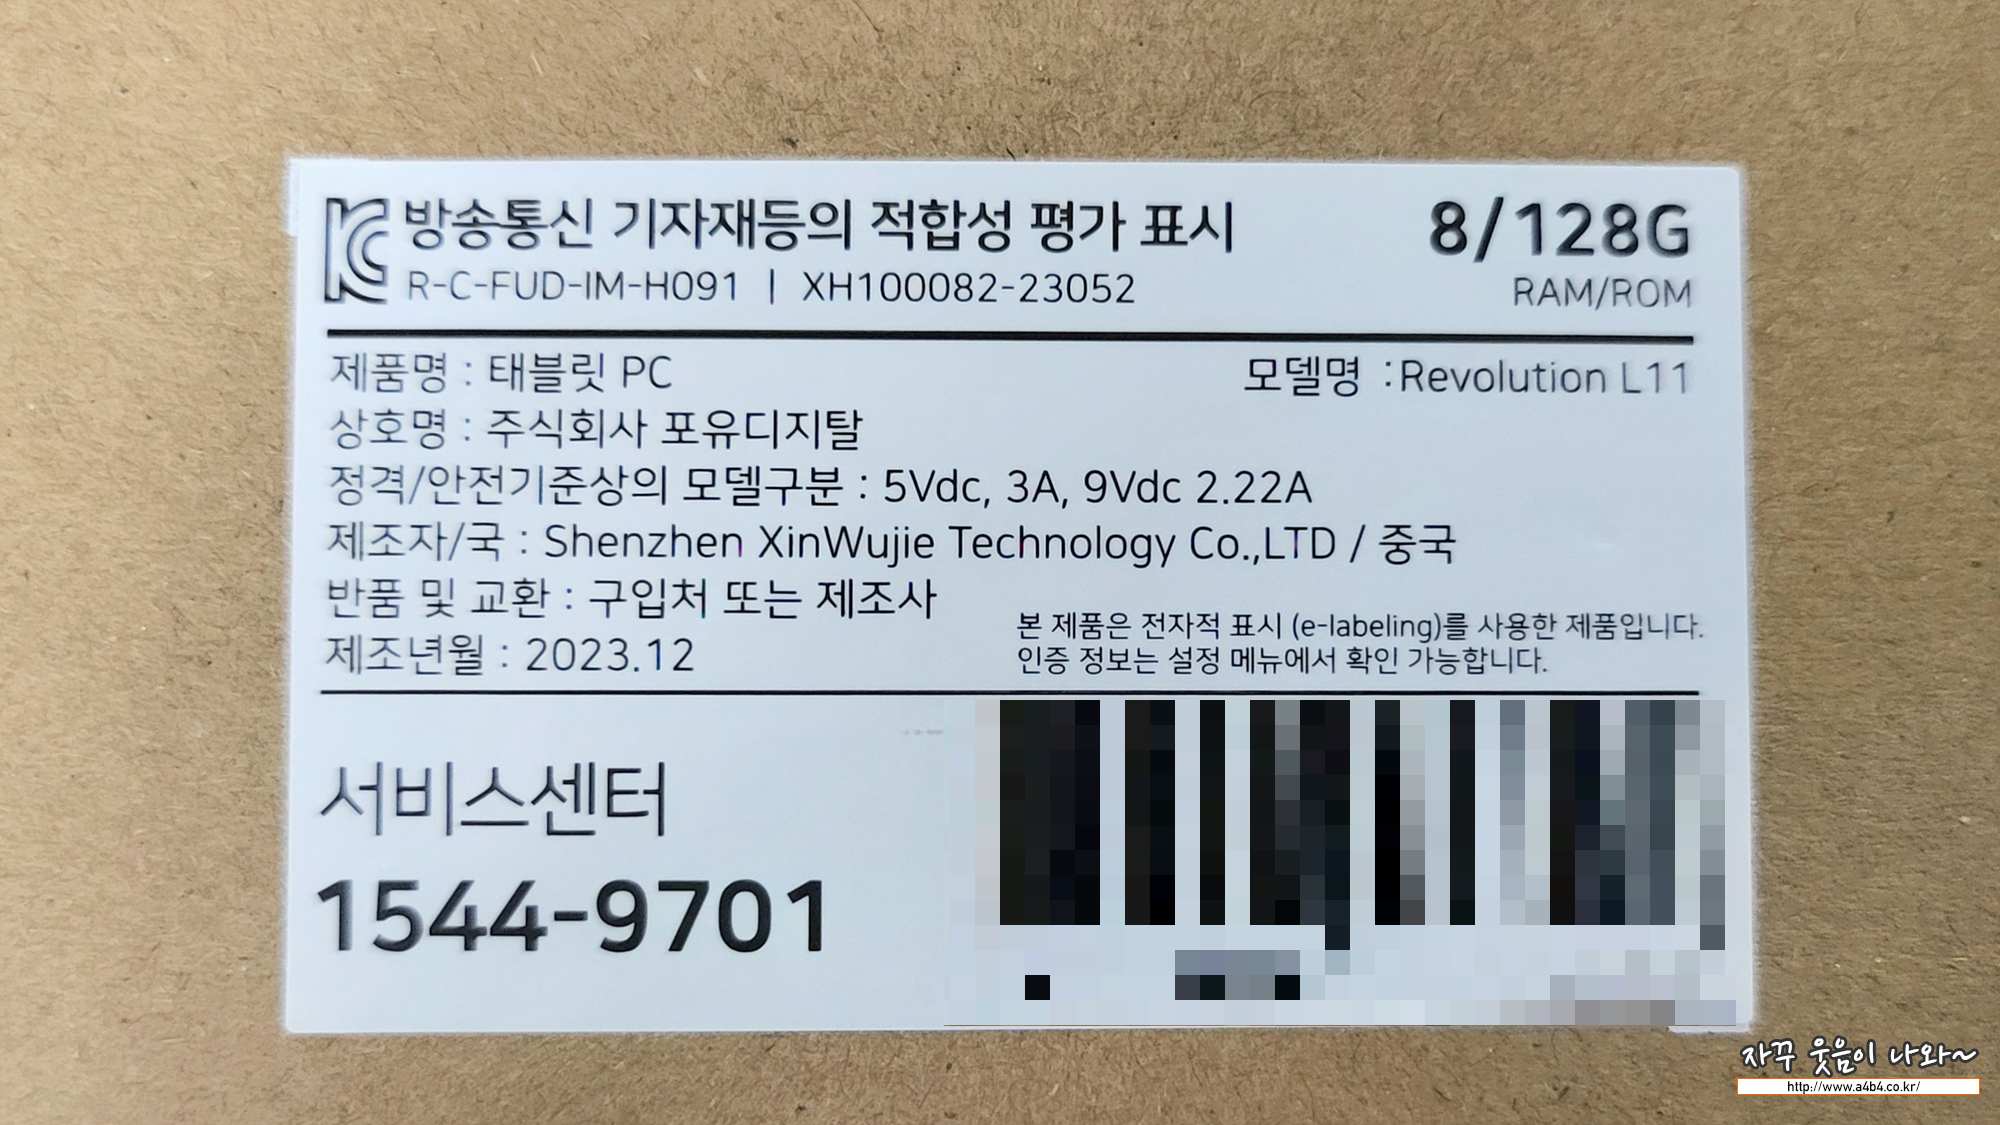 방송통신 기자재등의 적합성 평가 표시
8/128G
R-C-FUD-IM-H091 | XH100082-23052
RAM/ROM
제품명 : 태블릿 PC
모델명 :Revolution L11
상호명 : 주식회사 포유디지탈
정격/안전기준상의 모델구분 : 5Vdc, 3A, 9Vdc 2.22A
제조자/국 : Shenzhen XinWujie Technology Co.,LTD / 중국
반품 및 교환 : 구입처 또는 제조사
제조년월 : 2023.12
본 제품은 전자적 표시 (e-labeling)를 사용한 제품입니다.
인증 정보는 설정 메뉴에서 확인 가능합니다.
서비스센터
1544-9701
자꾸 웃음이 나와~
http://www.a4b4.co.kr/